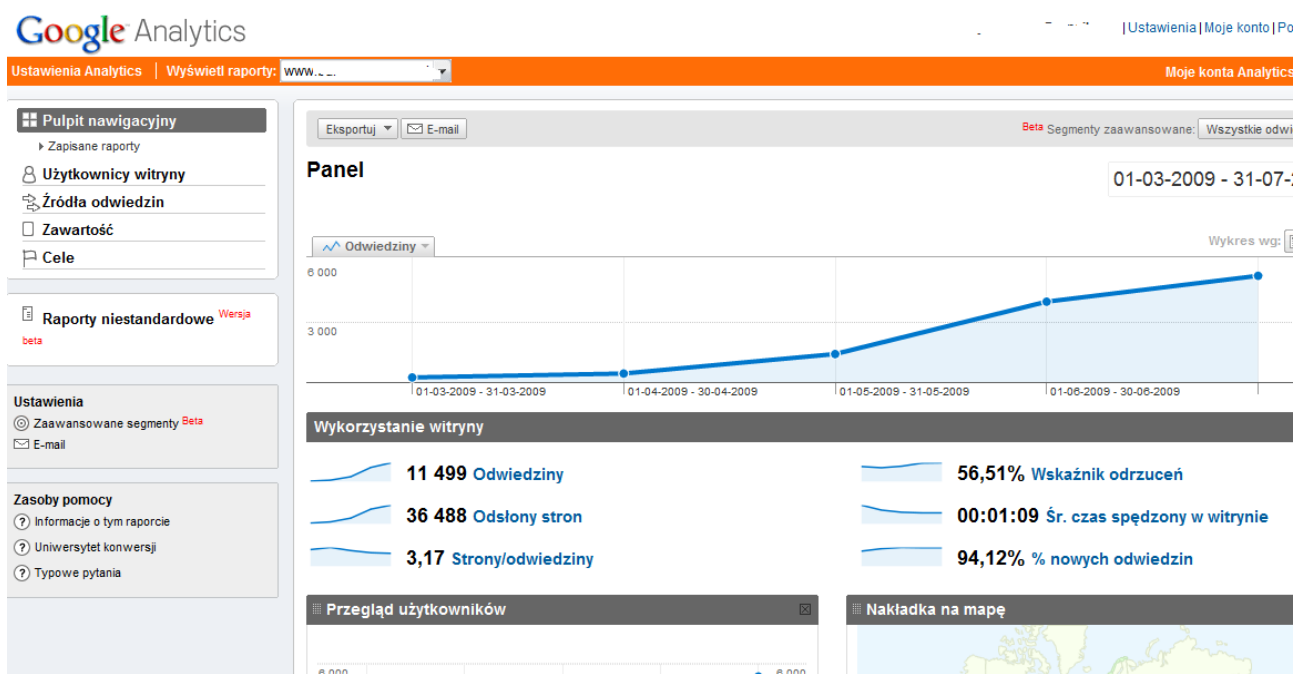 Google Analytics
| Ustawienia | Moje konto | Po
Ustawienia Analytics | Wyświetl raporty: www.
Moje konta Analytics
Pulpit nawigacyjny
Zapisane raporty
Użytkownicy witryny
Źródła odwiedzin
Zawartość
Cele
Raporty niestandardowe Wersja
beta
Ustawienia
Zaawansowane segmenty Beta
E-mail
Zasoby pomocy
Informacje o tym raporcie
Uniwersytet konwersji
Typowe pytania
Eksportuj E-mail
Beta Segmenty zaawansowane: Wszystkie odwi
Panel
01-03-2009 - 31-07-
Odwiedziny
Wykres wg:
6 000
3 000
01-03-2009 - 31-03-2009
01-04-2009 - 30-04-2009
01-05-2009 - 31-05-2009
01-06-2009 - 30-06-2009
Wykorzystanie witryny
11 499 Odwiedziny
56,51% Wskaźnik odrzuceń
36 488 Odsłony stron
00:01:09 Śr. czas spędzony w witrynie
3,17 Strony/odwiedziny
94,12% % nowych odwiedzin
Przegląd użytkowników
Nakładka na mapę
6 000
6 000